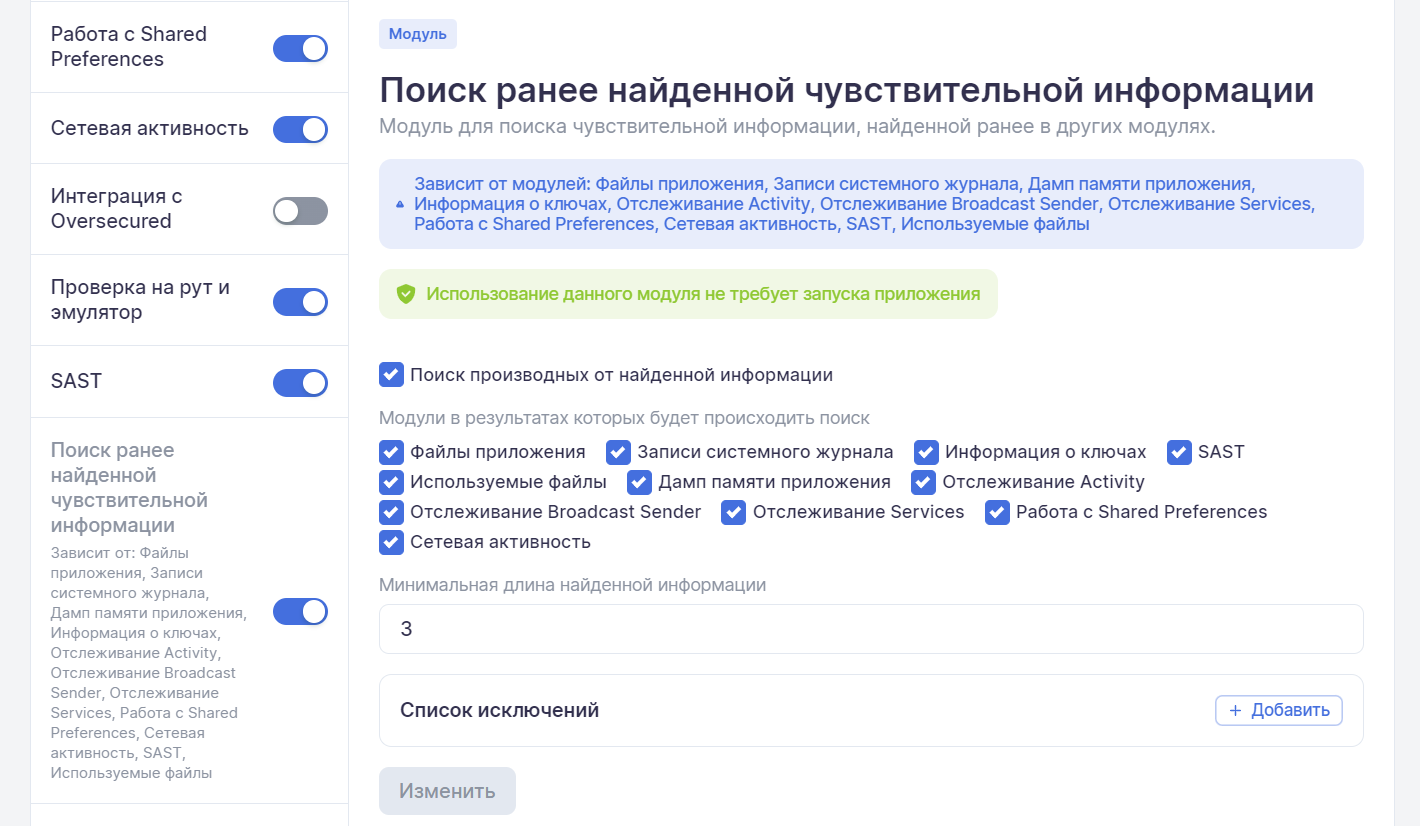 Работа с Shared
Preferences
Сетевая активность
Интеграция с
Oversecured
Проверка на рут и
эмулятор
SAST
Поиск ранее
найденной
чувствительной
информации
Зависит от: Файлы
приложения, Записи
системного журнала,
Дамп памяти приложения,
Информация о ключах,
Отслеживание Activity,
Отслеживание Broadcast
Sender, Отслеживание
Services, Работа с Shared
Preferences, Сетевая
активность, SAST,
Используемые файлы
Модуль
Поиск ранее найденной чувствительной информации
Модуль для поиска чувствительной информации, найденной ранее в других модулях.
Зависит от модулей: Файлы приложения, Записи системного журнала, Дамп памяти приложения,
Информация о ключах, Отслеживание Activity, Отслеживание Broadcast Sender, Отслеживание Services,
Работа с Shared Preferences, Сетевая активность, SAST, Используемые файлы
Использование данного модуля не требует запуска приложения
Поиск производных от найденной информации
Модули в результатах которых будет происходить поиск
Файлы приложения Записи системного журнала Информация о ключах SAST
Используемые файлы Дамп памяти приложения Отслеживание Activity
Отслеживание Broadcast Sender Отслеживание Services Работа с Shared Preferences
Сетевая активность
Минимальная длина найденной информации
3
Список исключений + Добавить
Изменить